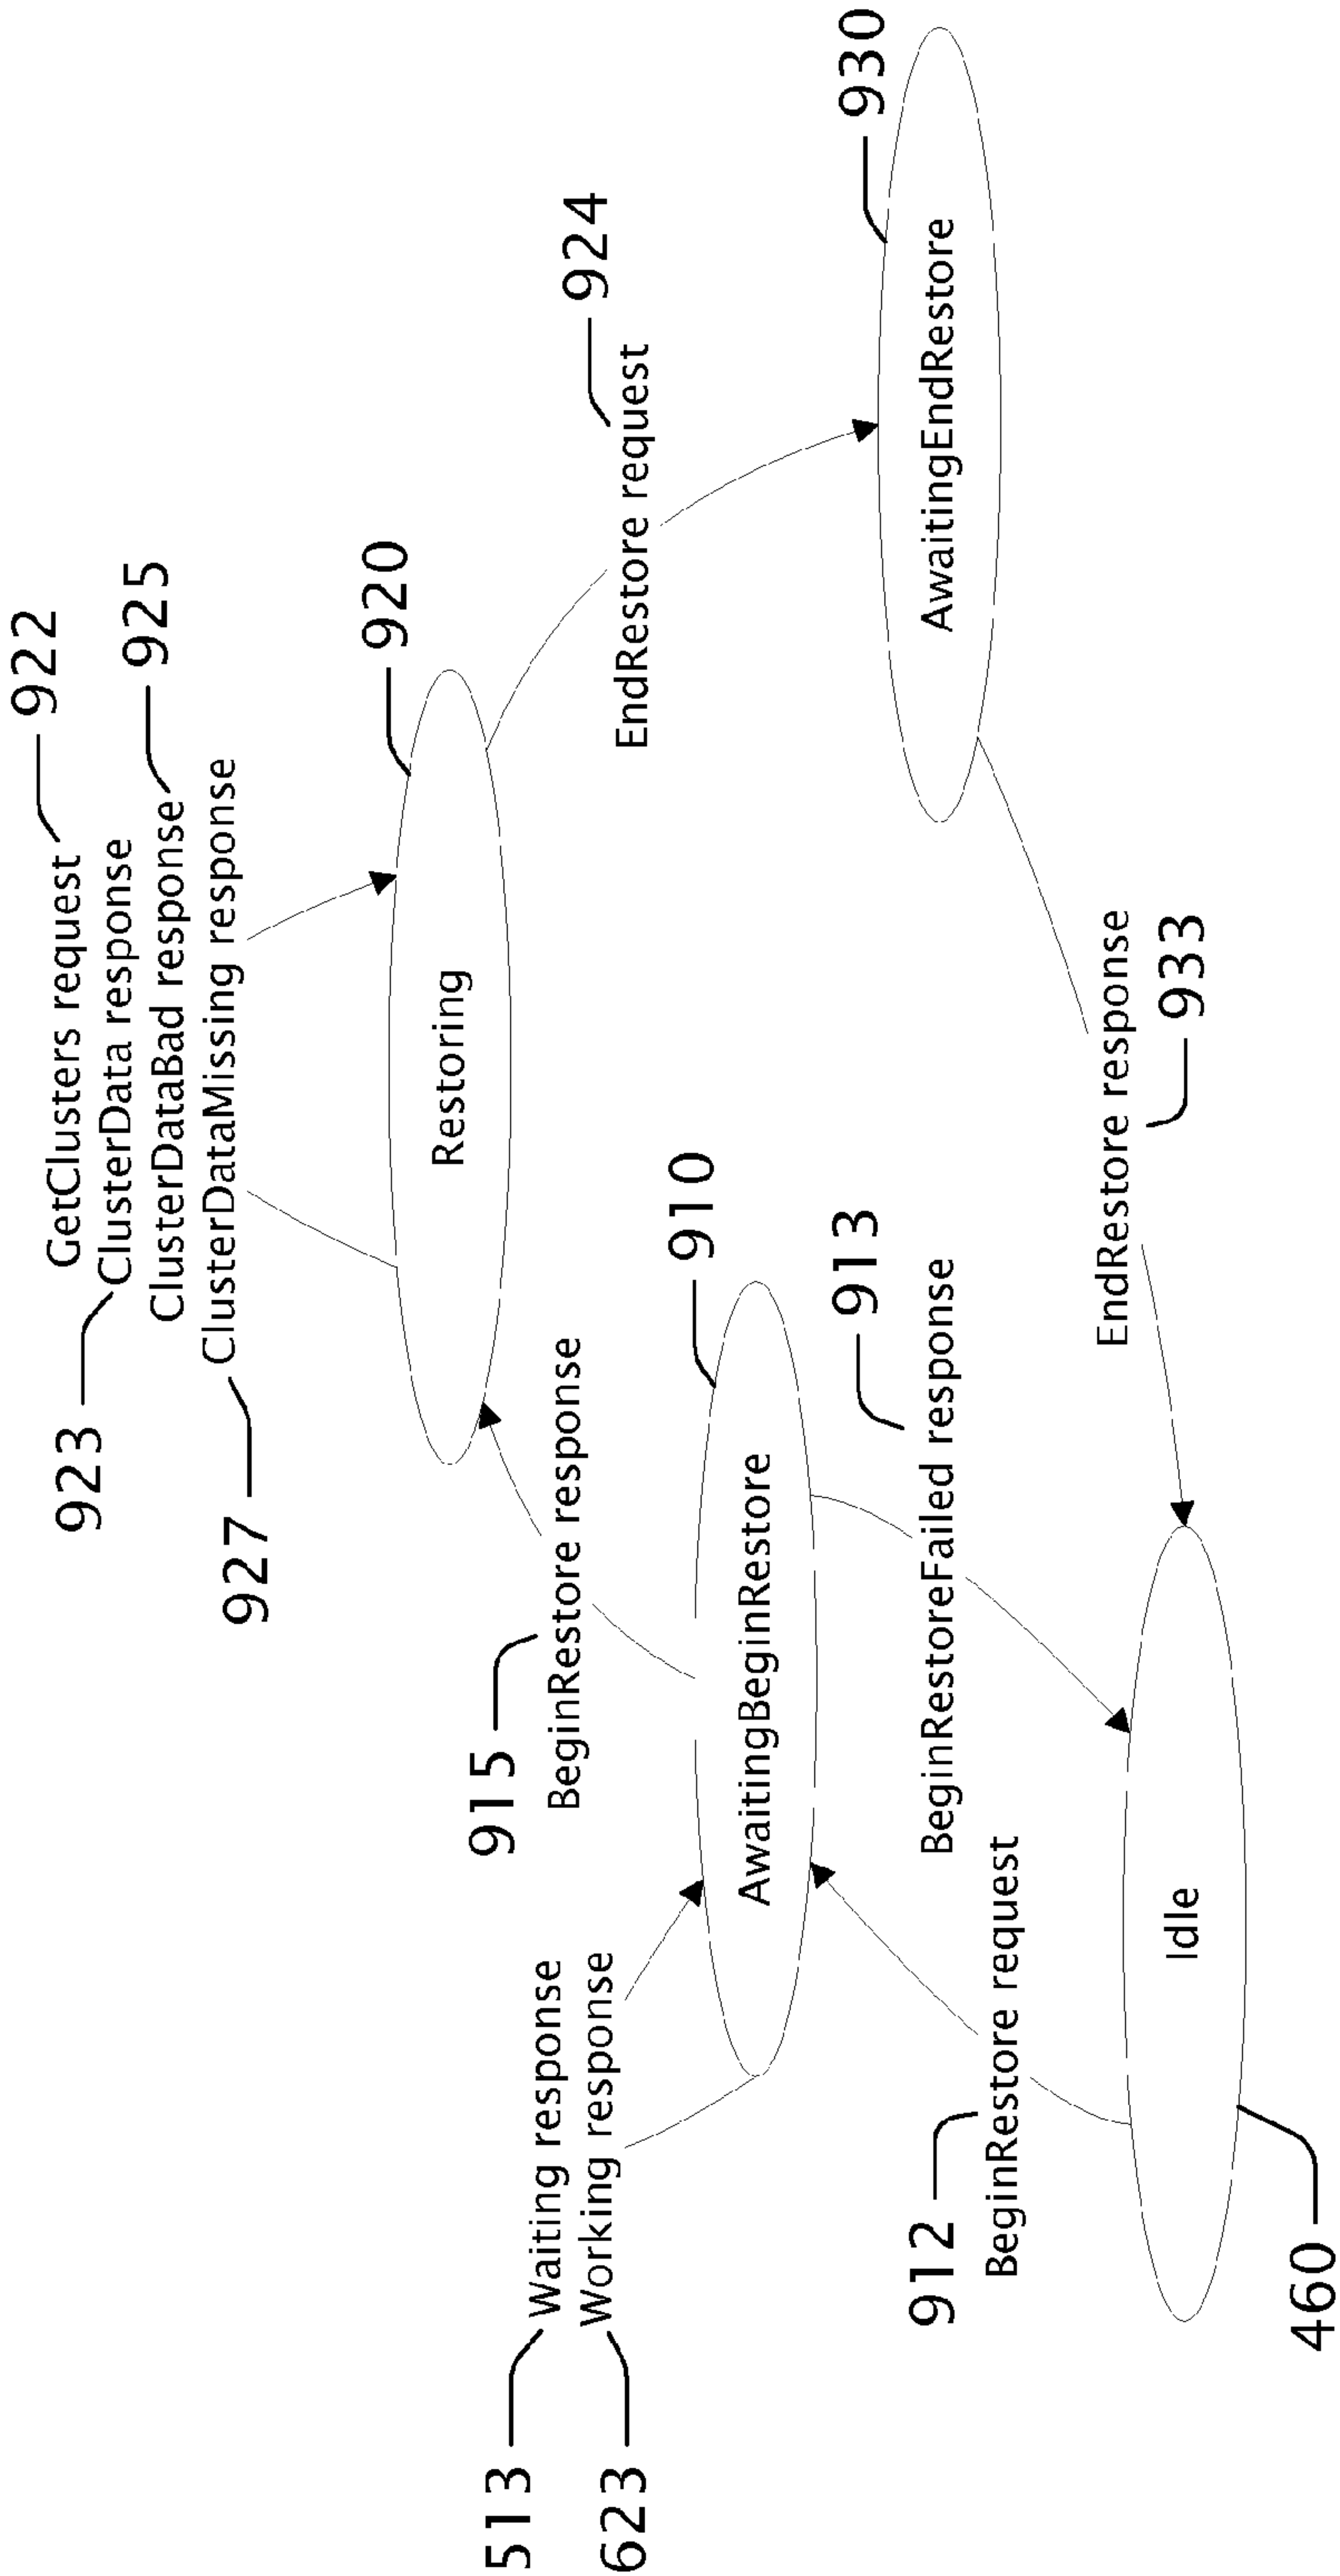 922
GetClusters request
923
ClusterData response
925
ClusterDataBad response
ClusterDataMissing response
927
920
Restoring
513
Waiting response
Working response
623
915
BeginRestore response
924
EndRestore request
910
AwaitingBeginRestore
930
AwaitingEndRestore
913
BeginRestoreFailed response
912
BeginRestore request
EndRestore response
933
Idle
460